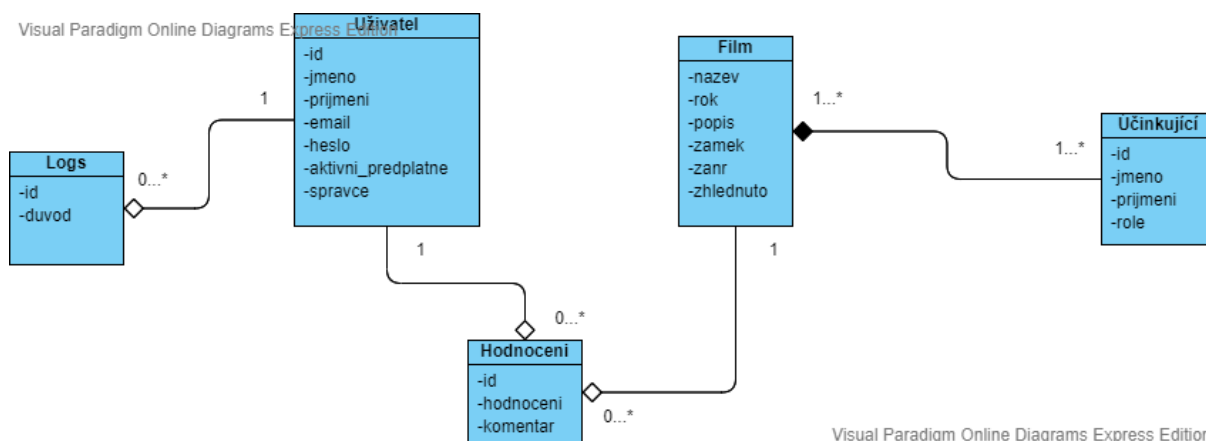 Visual Paradigm Online Diagrams Express Edition
Uživatel
-id
-jmeno
-prijmeni
-email
-heslo
-aktivni_predplatne
-spravce
Film
-nazev
-rok
-popis
-zamek
-zanr
-zhlednuto
Účinkující
-id
-jmeno
-prijmeni
-role
Logs
-id
-duvod
1
0...*
1...*
1...*
1
1
0...*
0...*
Hodnoceni
-id
-hodnoceni
-komentar
Visual Paradigm Online Diagrams Express Edition